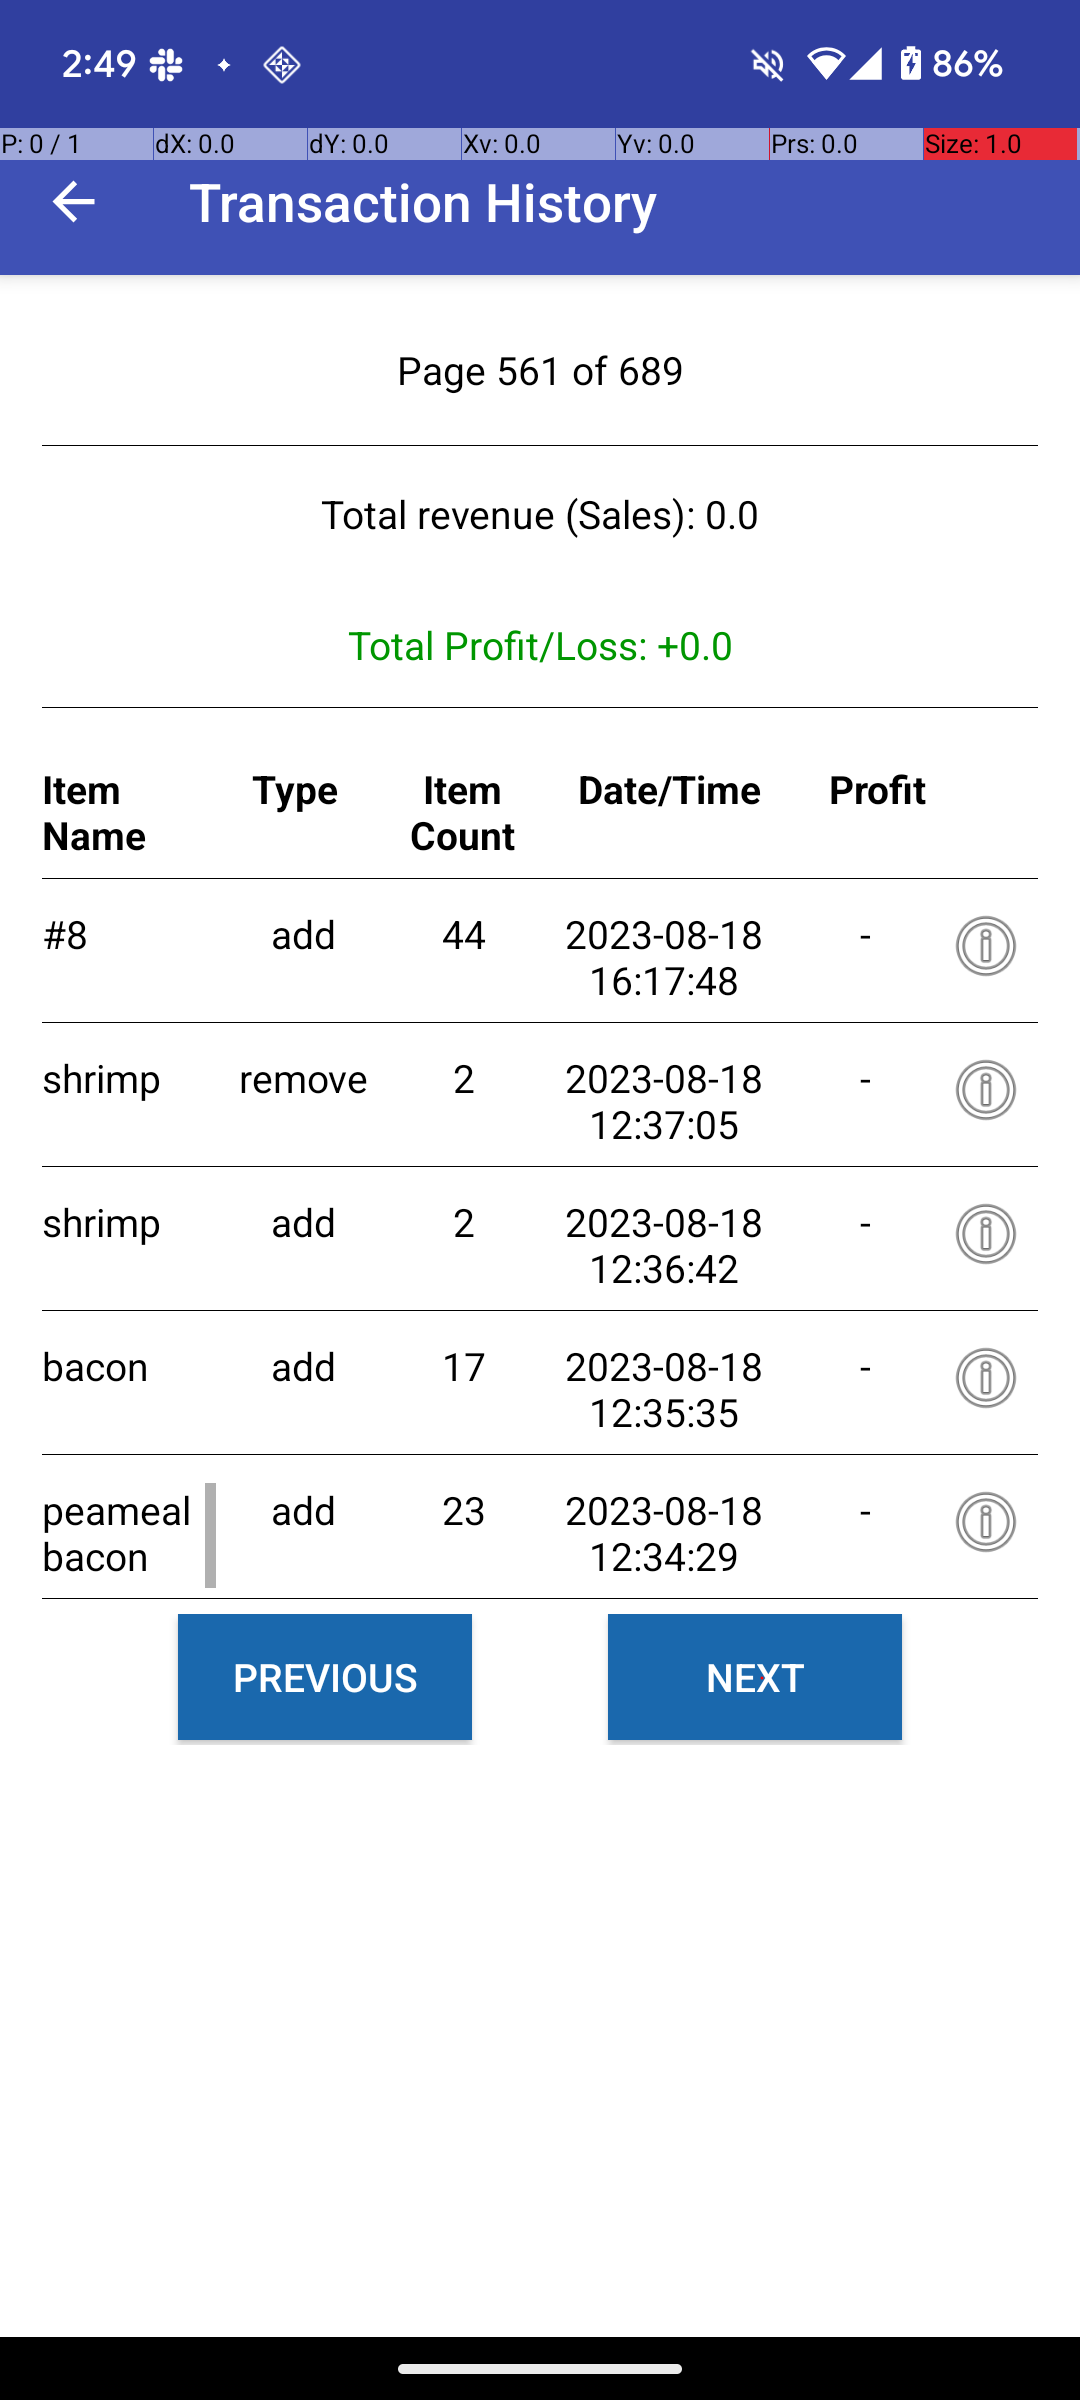 2:49 86%
P: 0 / 1 dX: 0.0 dY: 0.0 Xv: 0.0 Yv: 0.0 Prs: 0.0 Size: 1.0
Transaction History
Page 561 of 689
Total revenue (Sales): 0.0
Total Profit/Loss: +0.0
Item Type Item Date/Time Profit
Name Count
#8 add 44 2023-08-18 -
16:17:48
shrimp remove 2 2023-08-18 -
12:37:05
shrimp add 2 2023-08-18 -
12:36:42
bacon add 17 2023-08-18 -
12:35:35
peameal add 23 2023-08-18 -
bacon 12:34:29
PREVIOUS NEXT